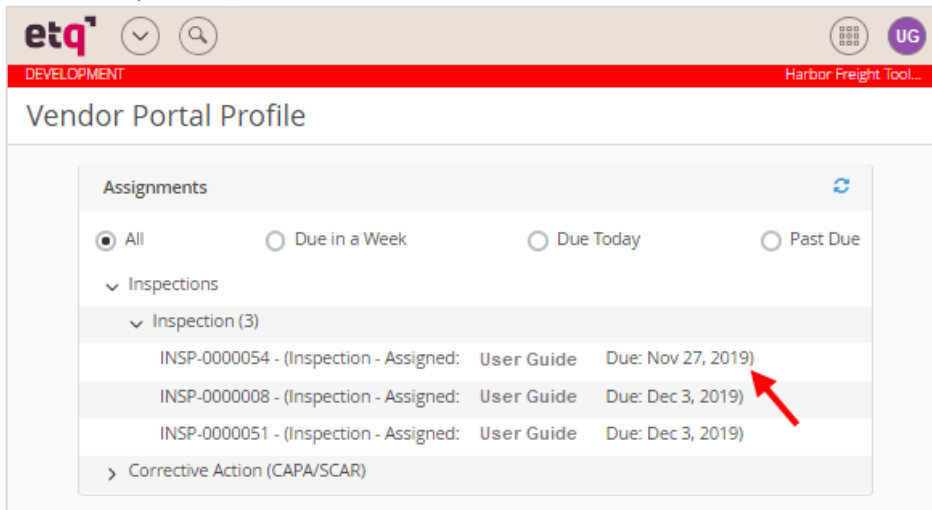 etq
UG
DEVELOPMENT Harbor Freight Tool...
Vendor Portal Profile
Assignments
All Due in a Week Due Today Past Due
Inspections
Inspection (3)
INSP-0000054 - (Inspection - Assigned: User Guide Due: Nov 27, 2019)
INSP-0000008 - (Inspection - Assigned: User Guide Due: Dec 3, 2019)
INSP-0000051 - (Inspection - Assigned: User Guide Due: Dec 3, 2019)
Corrective Action (CAPA/SCAR)